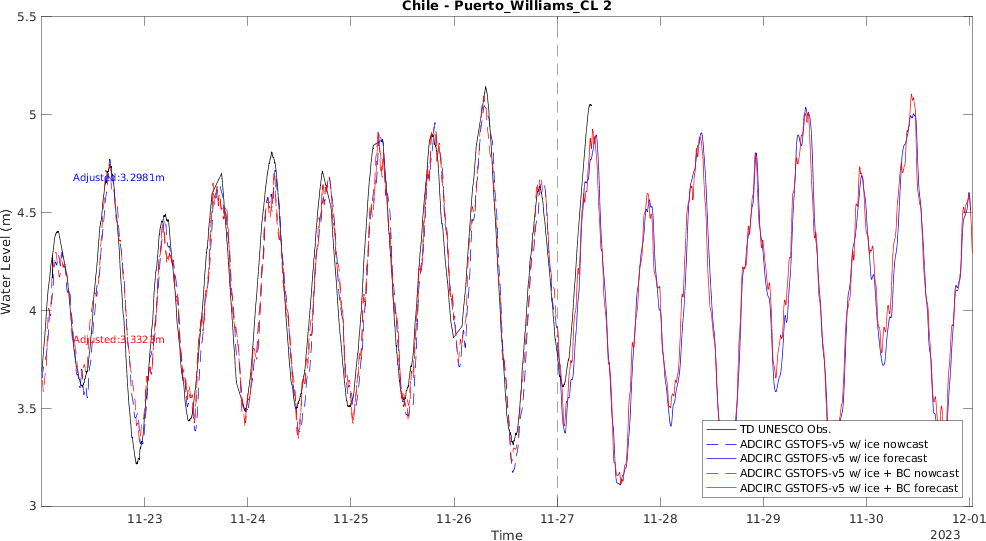 Chile - Puerto_Williams_CL 2
5.5
5
4.5
4
3.5
3
Water Level (m)
Adjusted:3.2981m
Adjusted:3.3323m
TD UNESCO Obs.
ADCIRC GSTOFS-v5 w/ ice nowcast
ADCIRC GSTOFS-v5 w/ ice forecast
ADCIRC GSTOFS-v5 w/ ice + BC nowcast
ADCIRC GSTOFS-v5 w/ ice + BC forecast
11-23 11-24 11-25 11-26 11-27 11-28 11-29 11-30 12-01
Time
2023